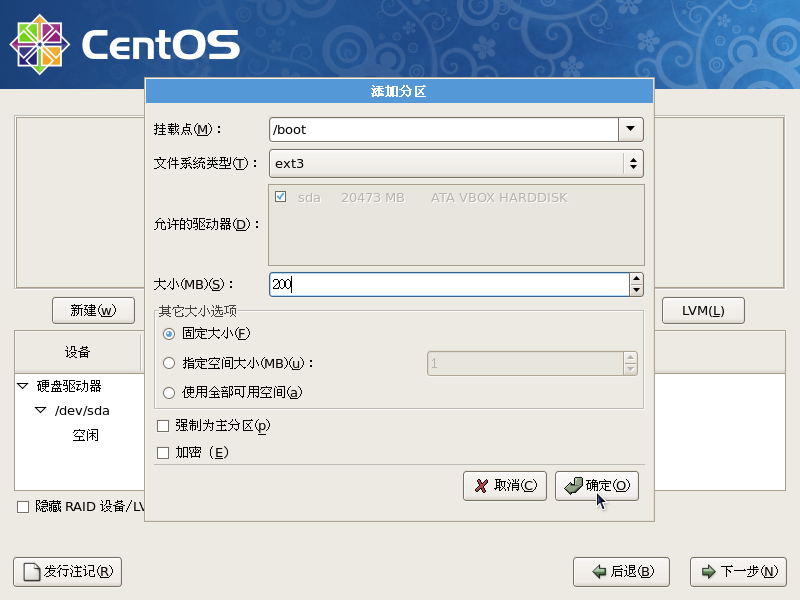 CentOS
添加分区
挂载点(M)：
/boot
文件系统类型(T)：
ext3
允许的驱动器(D)：
sda 20473 MB ATA VBOX HARDDISK
大小(MB)(S)：
200
其它大小选项
固定大小(F)
指定空间大小(MB)(u)：
1
使用全部可用空间(a)
强制为主分区(p)
加密（E）
取消(C)
确定(O)
新建(w)
LVM(L)
设备
硬盘驱动器
/dev/sda
空闲
隐藏 RAID 设备/LV
发行注记(R)
后退(B)
下一步(N)